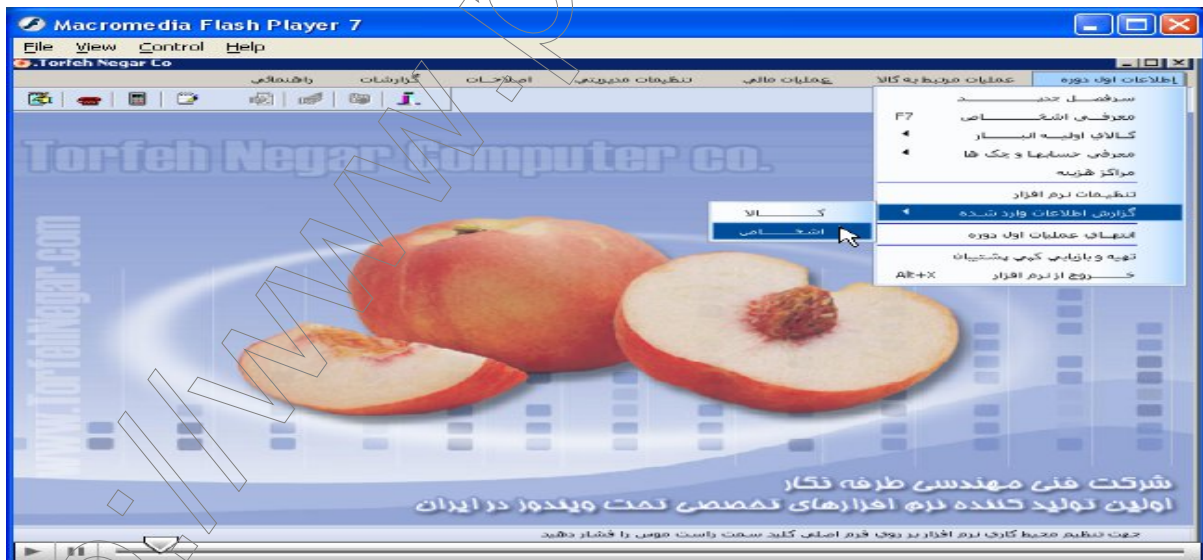 Macromedia Flash Player 7
File View Control Help
.Torfeh Negar Co
اطلاعات اول دوره عملیات مرتبط به کالا عملیات مالی تنظیمات مدیریتی اصلاحات گزارشات راهنمائی
سرفصل جدید
معرفی اشخاص F7
کالای اولیه انبار
معرفی حسابها و چک ها
مراکز هزینه
تنظیمات نرم افزار
گزارش اطلاعات وارد شده
کالا
اشخاص
انتهای عملیات اول دوره
تهیه و بازیابی کپی پشتیبان
خروج از نرم افزار Alt+X
Torfeh Negar Computer co.
www.TorfehNegar.com
شرکت فنی مهندسی طرفه نگار
اولین تولید کننده نرم افزارهای تخصصی تحت ویندوز در ایران
جهت تنظیم محیط کاری نرم افزار بر روی فرم اصلی کلید سمت راست موس را فشار دهید